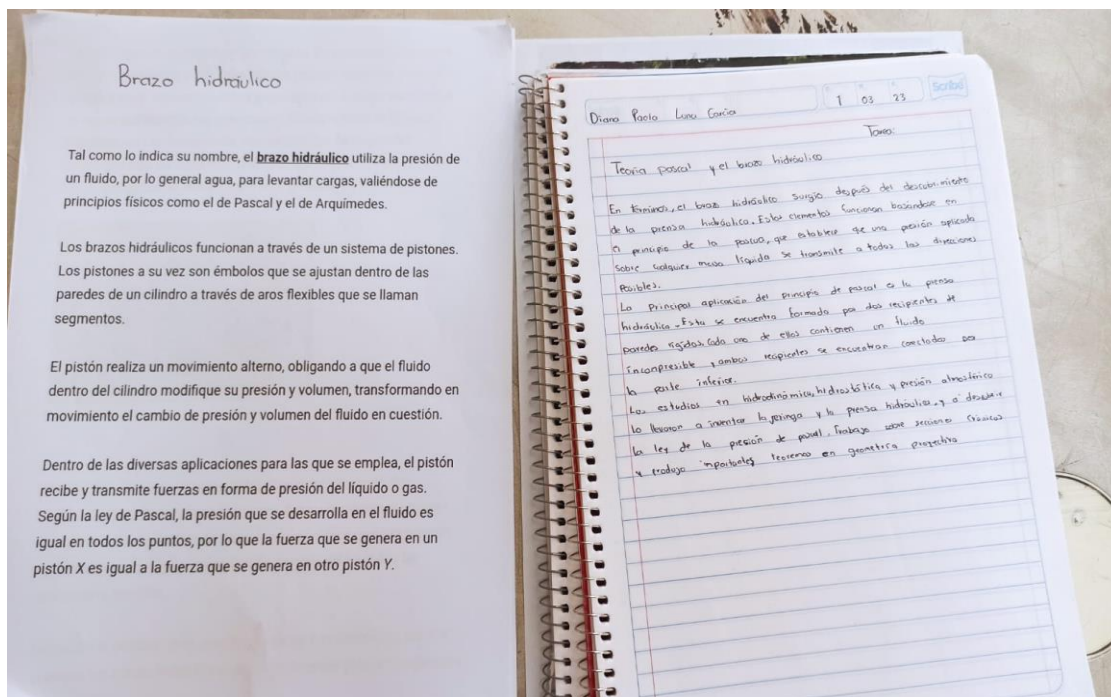 Brazo hidráulico
Tal como lo indica su nombre, el brazo hidráulico utiliza la presión de
un fluido, por lo general agua, para levantar cargas, valiéndose de
principios físicos como el de Pascal y el de Arquímedes.
Los brazos hidráulicos funcionan a través de un sistema de pistones.
Los pistones a su vez son émbolos que se ajustan dentro de las
paredes de un cilindro a través de aros flexibles que se llaman
segmentos.
El pistón realiza un movimiento alterno, obligando a que el fluido
dentro del cilindro modifique su presión y volumen, transformando en
movimiento el cambio de presión y volumen del fluido en cuestión.
Dentro de las diversas aplicaciones para las que se emplea, el pistón
recibe y transmite fuerzas en forma de presión del líquido o gas.
Según la ley de Pascal, la presión que se desarrolla en el fluido es
igual en todos los puntos, por lo que la fuerza que se genera en un
pistón X es igual a la fuerza que se genera en otro pistón Y.
Scribe
1 03 23
Diana Paola Luna García
Tarea:
Teoría pascal y el brazo hidráulico
En términos, el brazo hidráulico surgio después del descubrimiento
de la prensa hidráulica. Estos elementos funcionan basandose en
el principio de la pascua, que establece que una presión aplicada
sobre cualquier masa líquida se transmite a todas las direcciones
posibles.
La principal aplicación del principio de pascal es la prensa
hidráulica. Esta se encuentra formada por dos recipientes de
paredes rigidas, cada uno de ellos contienen un fluido
incompresible y ambos recipientes se encuentran conectados por
la parte inferior.
Los estudios en hidrodinámica, hidrostática y presión atmosférica
lo llevaron a inventar la jeringa y la prensa hidráulica, y a
la ley de la presión de pascal. Trabajo sobre secciones
y importantes teoremas en geometría proyectiva